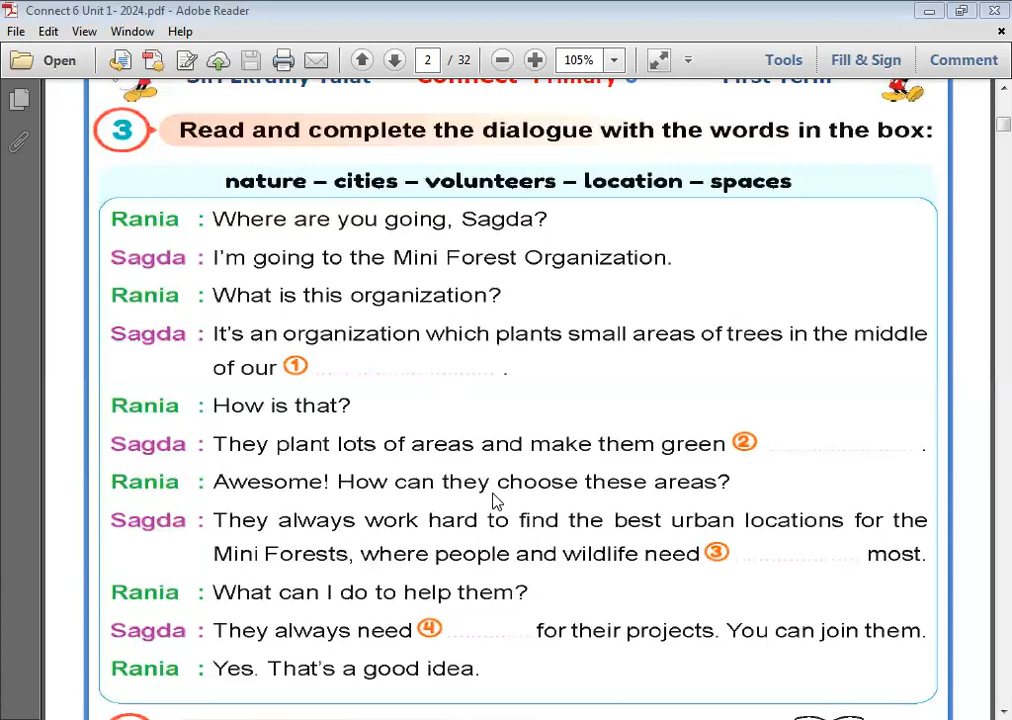 Connect 6 Unit 1- 2024.pdf - Adobe Reader
File Edit View Window Help
Open 2 / 32 105% Tools Fill & Sign Comment
3 Read and complete the dialogue with the words in the box:
nature – cities – volunteers – location – spaces
Rania : Where are you going, Sagda?
Sagda : I'm going to the Mini Forest Organization.
Rania : What is this organization?
Sagda : It's an organization which plants small areas of trees in the middle
of our ① .................... .
Rania : How is that?
Sagda : They plant lots of areas and make them green ② .................... .
Rania : Awesome! How can they choose these areas?
Sagda : They always work hard to find the best urban locations for the
Mini Forests, where people and wildlife need ③ .................... most.
Rania : What can I do to help them?
Sagda : They always need ④ ............ for their projects. You can join them.
Rania : Yes. That's a good idea.